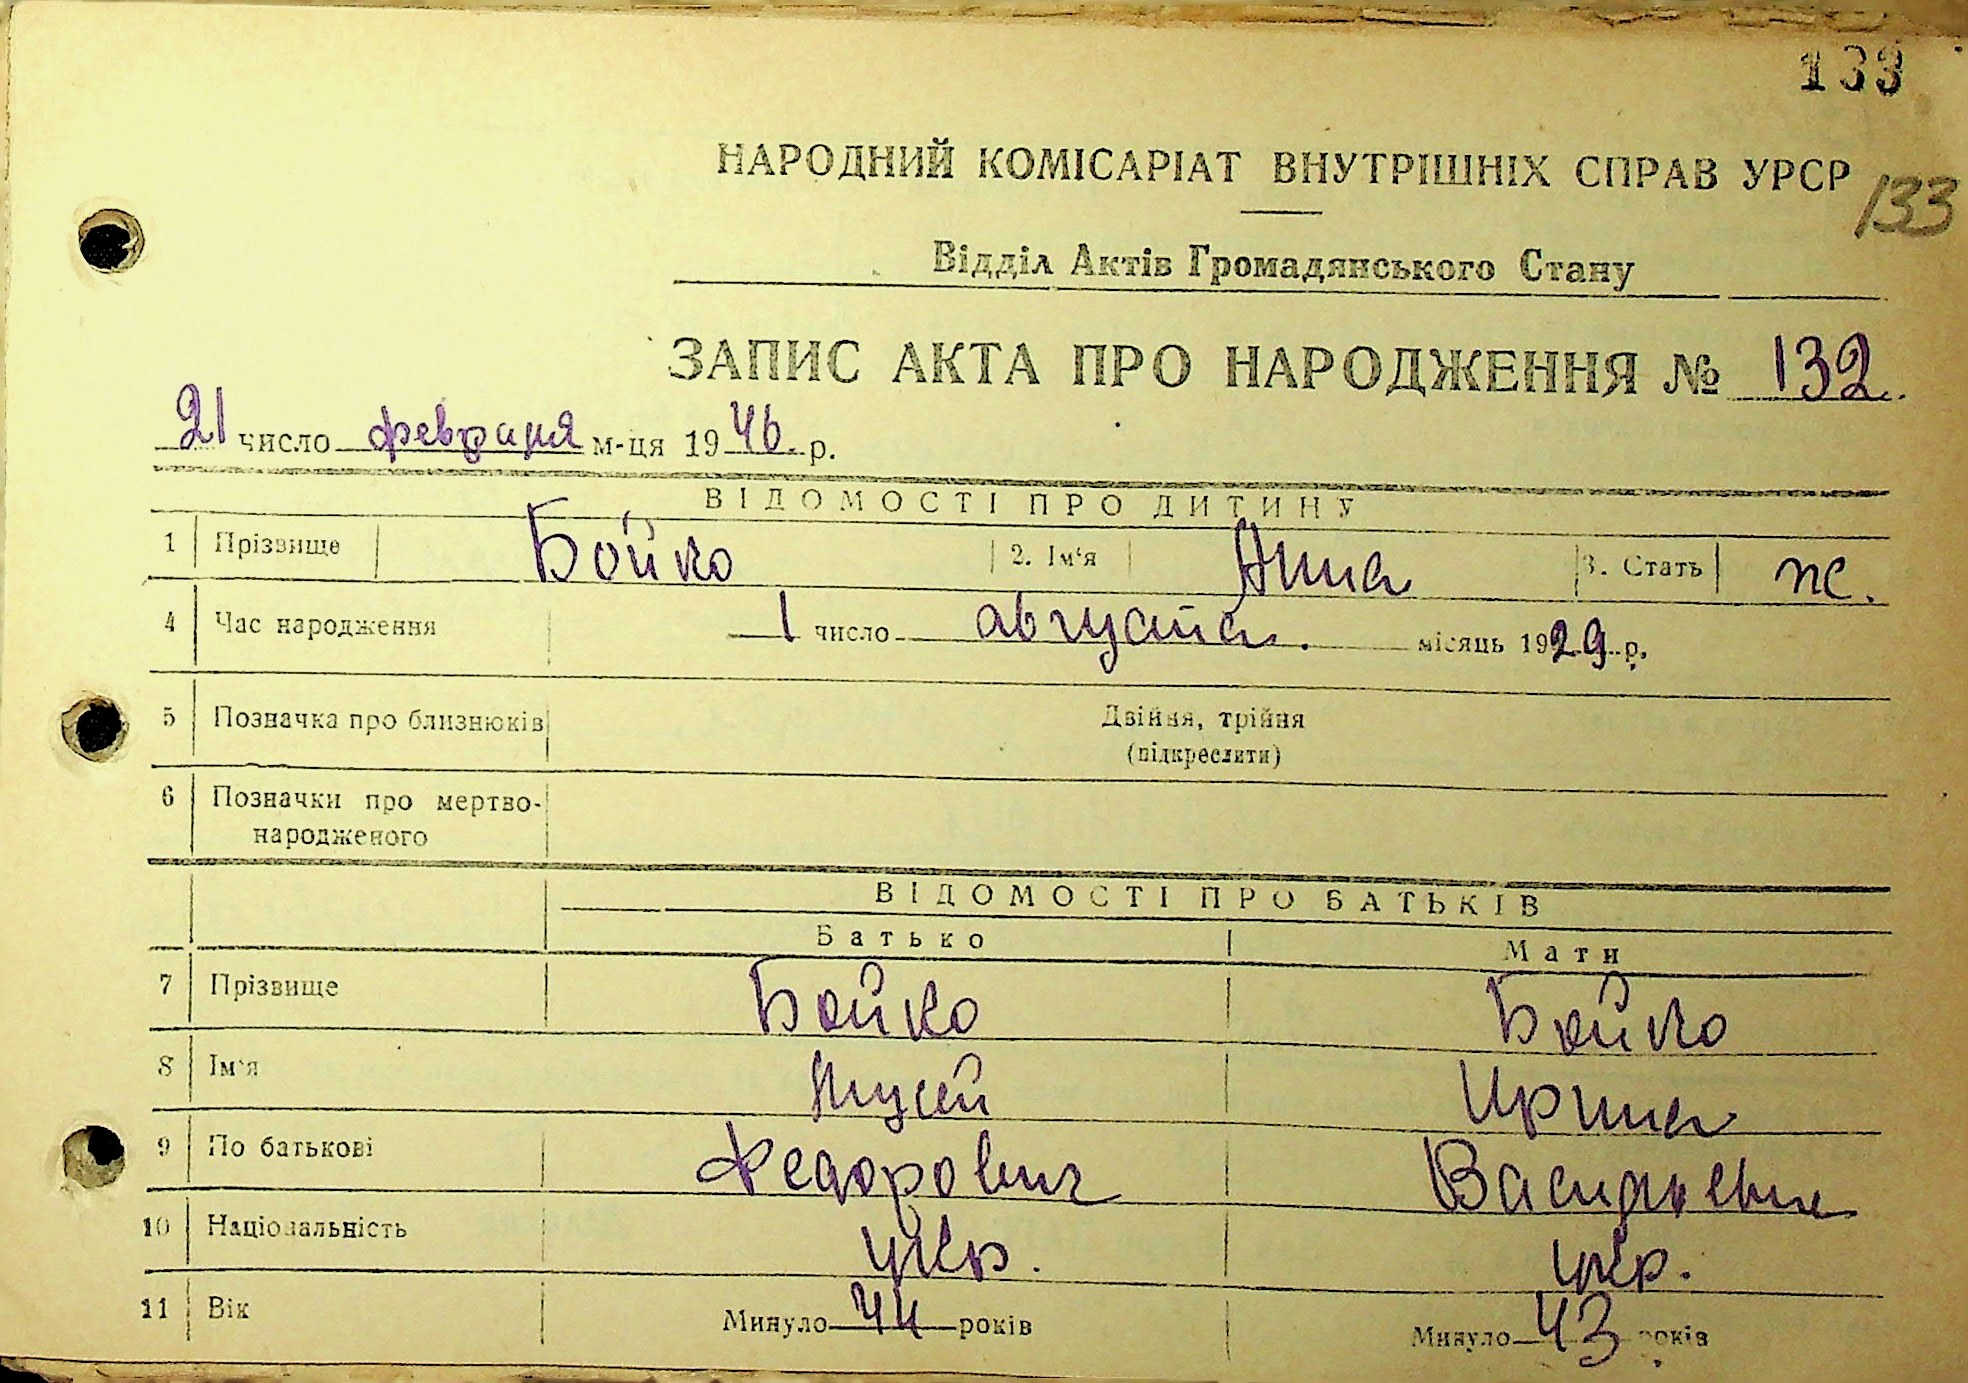 133
НАРОДНИЙ КОМІСАРІАТ ВНУТРІШНІХ СПРАВ УРСР
133
Відділ Актів Громадянського Стану
ЗАПИС АКТА ПРО НАРОДЖЕННЯ № 132
21 число февраля м-ця 1946 р.
ВІДОМОСТІ ПРО ДИТИНУ
1 Прізвище Бойко 2. Ім'я Анна 3. Стать ж.
4 Час народження 1 число августа місяць 1929 р.
5 Позначка про близнюків Двійня, трійня
(підкреслити)
6 Позначки про мертво-
народженого
ВІДОМОСТІ ПРО БАТЬКІВ
Батько Мати
7 Прізвище Бойко Бойко
8 Ім'я Мусей Ирина
9 По батькові Федорович Васильевна
10 Національність укр. укр.
11 Вік Минуло 44 років Минуло 43 років